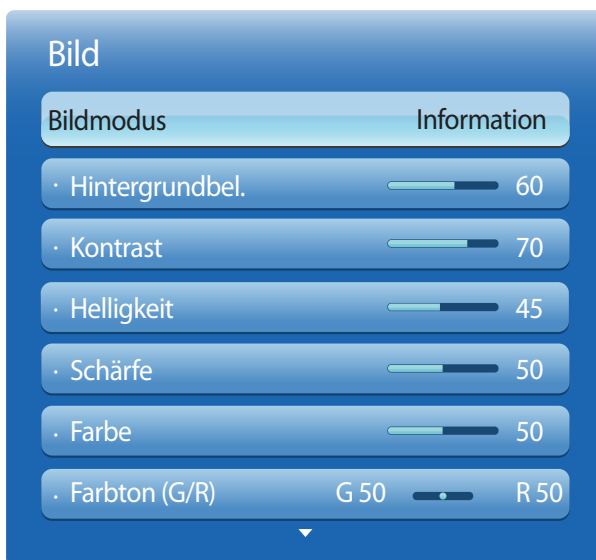 Bild
Bildmodus Information
· Hintergrundbel. 60
· Kontrast 70
· Helligkeit 45
· Schärfe 50
· Farbe 50
· Farbton (G/R) G 50 R 50